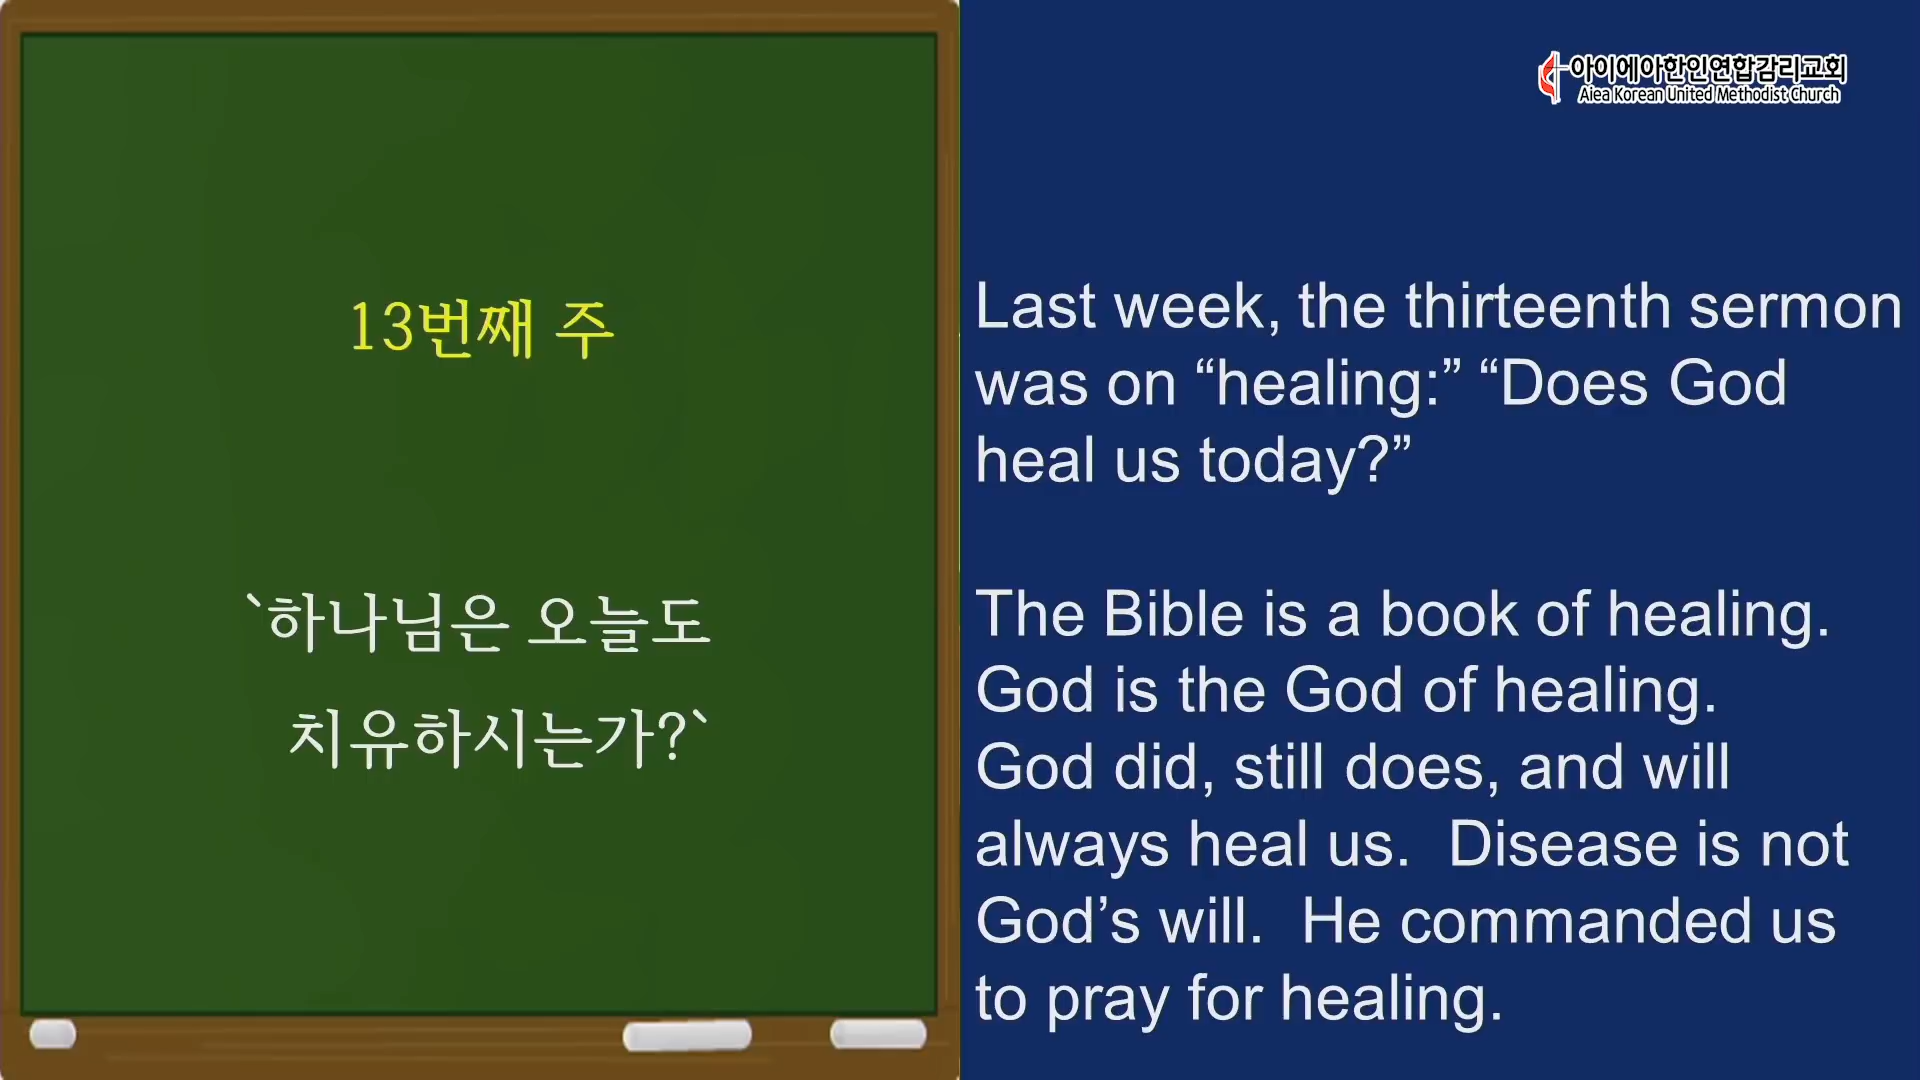 13번째 주
`하나님은 오늘도
치유하시는가?`
아이에아한인연합감리교회
Aiea Korean United Methodist Church
Last week, the thirteenth sermon
was on “healing:” “Does God
heal us today?”
The Bible is a book of healing.
God is the God of healing.
God did, still does, and will
always heal us.  Disease is not
God’s will.  He commanded us
to pray for healing.